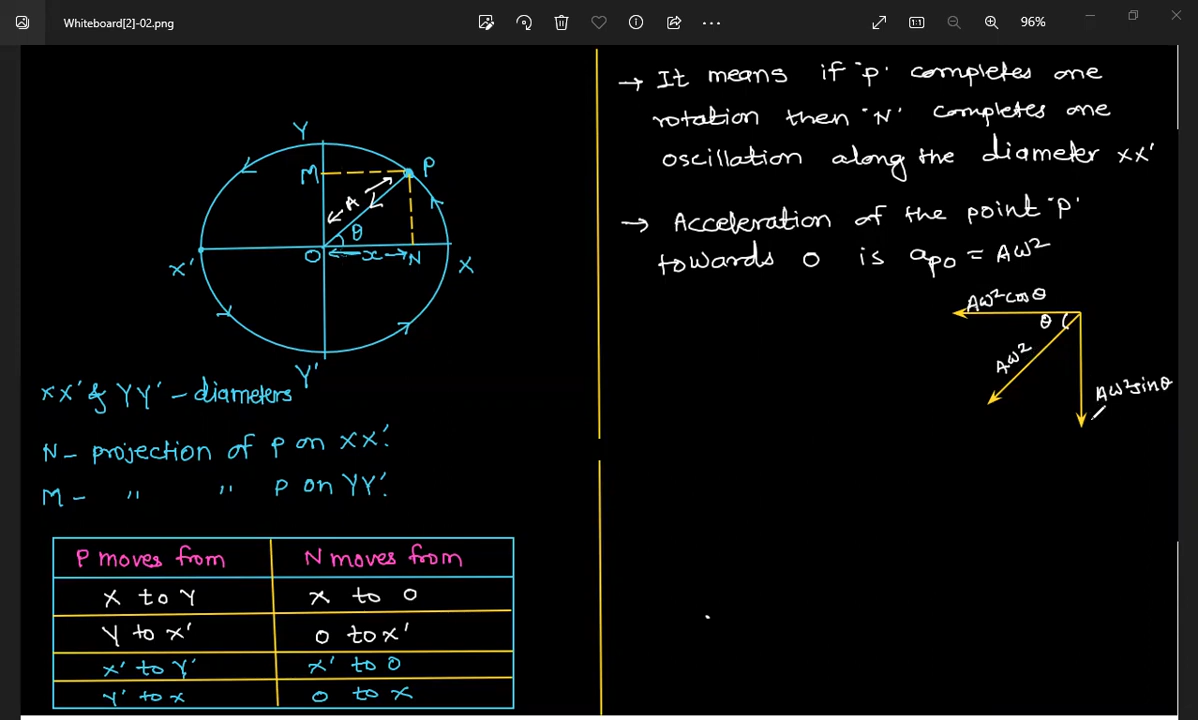 Whiteboard[2]-02.png
96%
Y
M
P
A
θ
O
x
N
X'
X
Y'
XX' & YY' - diameters
N - projection of P on XX'.
M - " " P on YY'.
P moves from N moves from
X to Y X to O
Y to X' O to X'
X' to Y' X' to O
Y' to X O to X
→ It means if 'P' completes one
rotation then 'N' completes one
oscillation along the diameter XX'
→ Acceleration of the point 'P'
towards O is aPO = Aω²
Aω²cosθ
θ
Aω²
Aω²sinθ